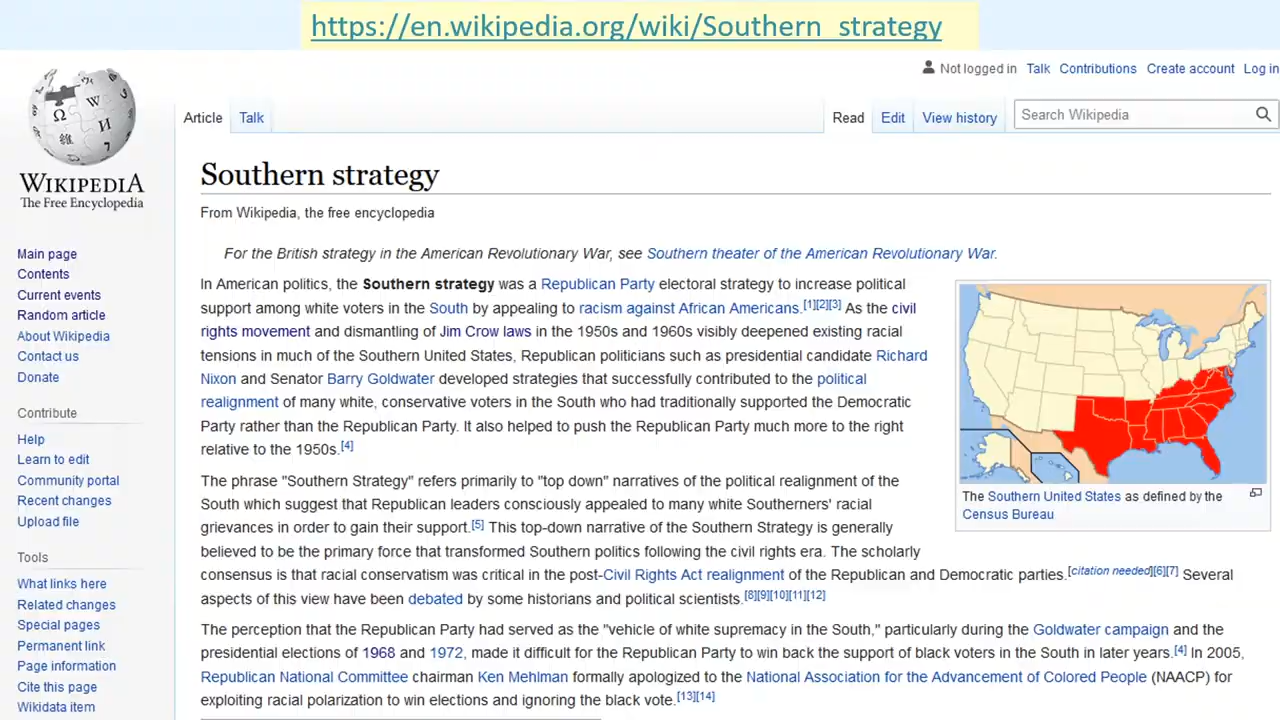 https://en.wikipedia.org/wiki/Southern_strategy
Not logged in Talk Contributions Create account Log in
Article Talk Read Edit View history Search Wikipedia
WIKIPEDIA
The Free Encyclopedia
Main page
Contents
Current events
Random article
About Wikipedia
Contact us
Donate
Contribute
Help
Learn to edit
Community portal
Recent changes
Upload file
Tools
What links here
Related changes
Special pages
Permanent link
Page information
Cite this page
Wikidata item
Southern strategy
From Wikipedia, the free encyclopedia
For the British strategy in the American Revolutionary War, see Southern theater of the American Revolutionary War.
In American politics, the Southern strategy was a Republican Party electoral strategy to increase political
support among white voters in the South by appealing to racism against African Americans.[1][2][3] As the civil
rights movement and dismantling of Jim Crow laws in the 1950s and 1960s visibly deepened existing racial
tensions in much of the Southern United States, Republican politicians such as presidential candidate Richard
Nixon and Senator Barry Goldwater developed strategies that successfully contributed to the political
realignment of many white, conservative voters in the South who had traditionally supported the Democratic
Party rather than the Republican Party. It also helped to push the Republican Party much more to the right
relative to the 1950s.[4]
The phrase "Southern Strategy" refers primarily to "top down" narratives of the political realignment of the
South which suggest that Republican leaders consciously appealed to many white Southerners' racial
grievances in order to gain their support.[5] This top-down narrative of the Southern Strategy is generally
believed to be the primary force that transformed Southern politics following the civil rights era. The scholarly
consensus is that racial conservatism was critical in the post-Civil Rights Act realignment of the Republican and Democratic parties.[citation needed][6][7] Several
aspects of this view have been debated by some historians and political scientists.[8][9][10][11][12]
The perception that the Republican Party had served as the "vehicle of white supremacy in the South," particularly during the Goldwater campaign and the
presidential elections of 1968 and 1972, made it difficult for the Republican Party to win back the support of black voters in the South in later years.[4] In 2005,
Republican National Committee chairman Ken Mehlman formally apologized to the National Association for the Advancement of Colored People (NAACP) for
exploiting racial polarization to win elections and ignoring the black vote.[13][14]
The Southern United States as defined by the
Census Bureau